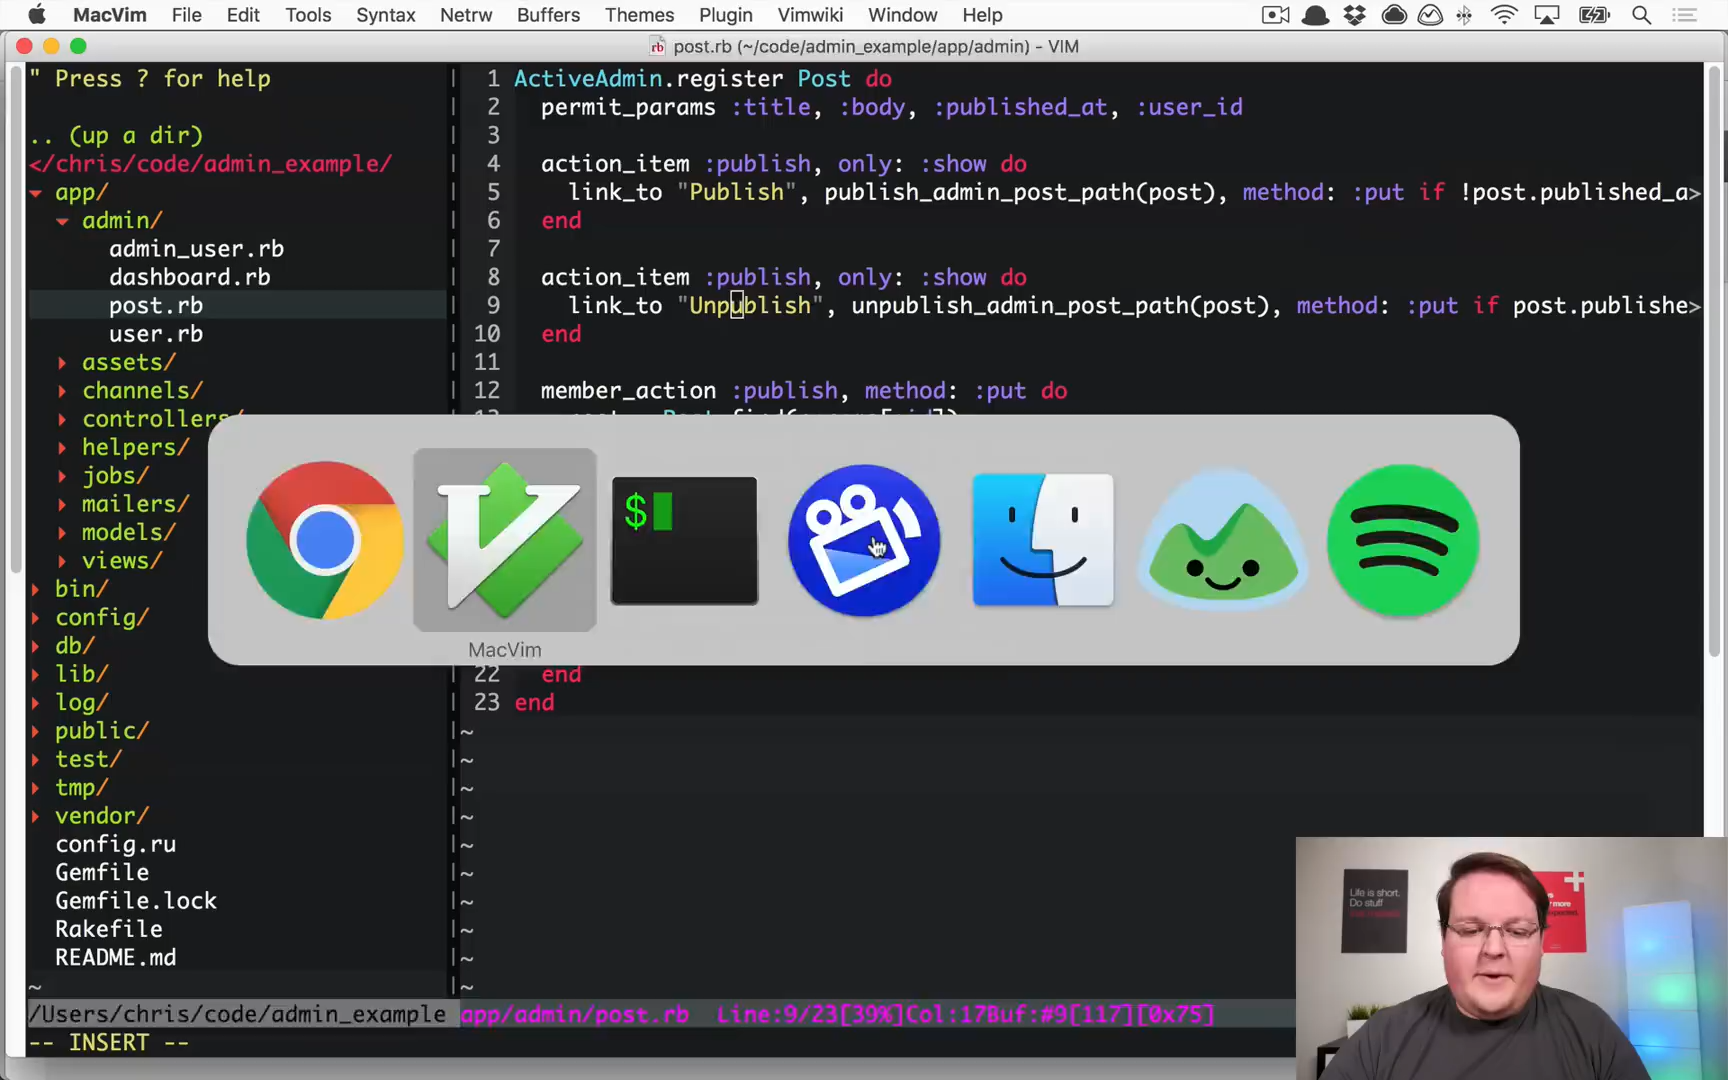 MacVim File Edit Tools Syntax Netrw Buffers Themes Plugin Vimwiki Window Help
post.rb (~/code/admin_example/app/admin) - VIM
" Press ? for help
.. (up a dir)
</chris/code/admin_example/
app/
admin/
admin_user.rb
dashboard.rb
post.rb
user.rb
assets/
channels/
controllers/
helpers/
jobs/
mailers/
models/
views/
bin/
config/
db/
lib/
log/
public/
test/
tmp/
vendor/
config.ru
Gemfile
Gemfile.lock
Rakefile
README.md
~
1 ActiveAdmin.register Post do
2 permit_params :title, :body, :published_at, :user_id
3
4 action_item :publish, only: :show do
5 link_to "Publish", publish_admin_post_path(post), method: :put if !post.published_a>
6 end
7
8 action_item :publish, only: :show do
9 link_to "Unpublish", unpublish_admin_post_path(post), method: :put if post.publishe>
10 end
11
12 member_action :publish, method: :put do
$
MacVim
22 end
23 end
~
~
~
~
~
~
~
~
~
~
Life is short.
Do stuff
/Users/chris/code/admin_example app/admin/post.rb Line:9/23[39%]Col:17Buf:#9[117][0x75]
-- INSERT --